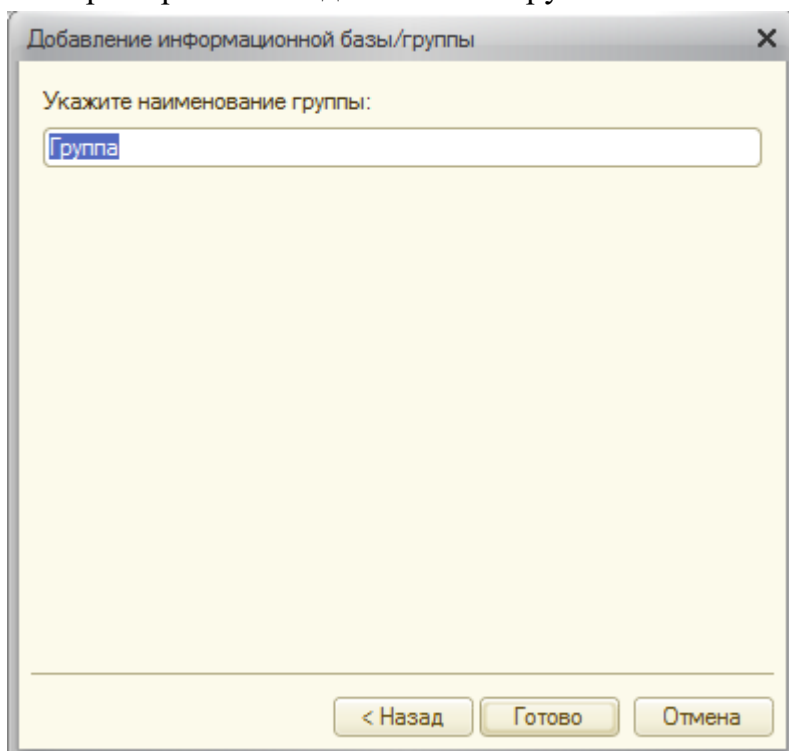 Добавление информационной базы/группы
Укажите наименование группы:
Группа
< Назад Готово Отмена